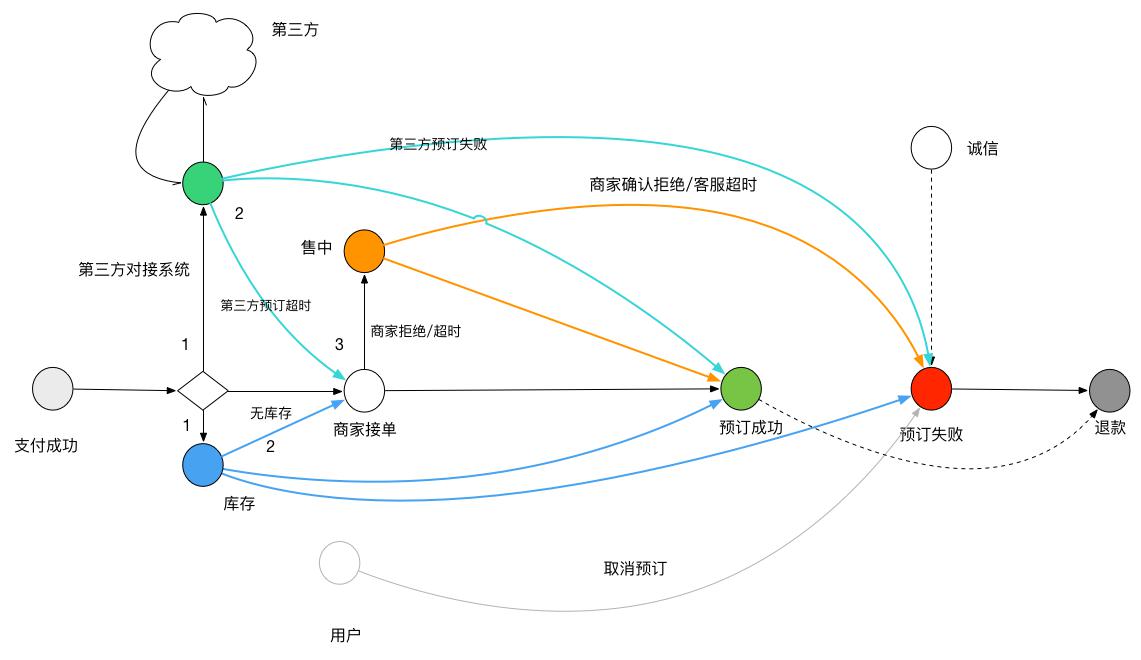 第三方
第三方预订失败
诚信
商家确认拒绝/客服超时
2
售中
第三方对接系统
第三方预订超时
商家拒绝/超时
1
3
无库存
1
商家接单
预订成功
预订失败
退款
支付成功
2
库存
取消预订
用户